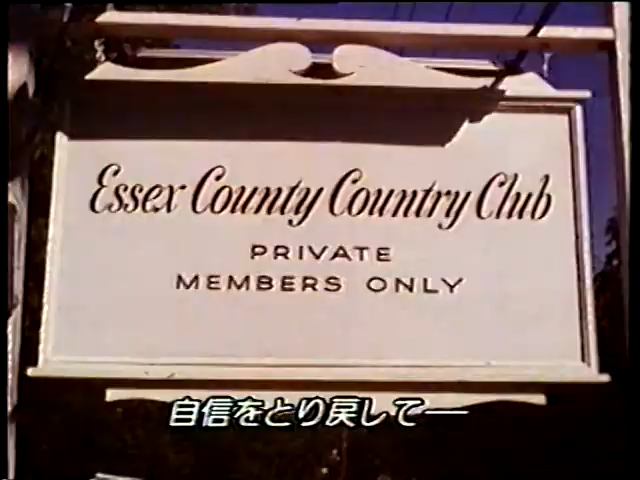 Essex County Country Club
PRIVATE
MEMBERS ONLY
自信をとり戻して──